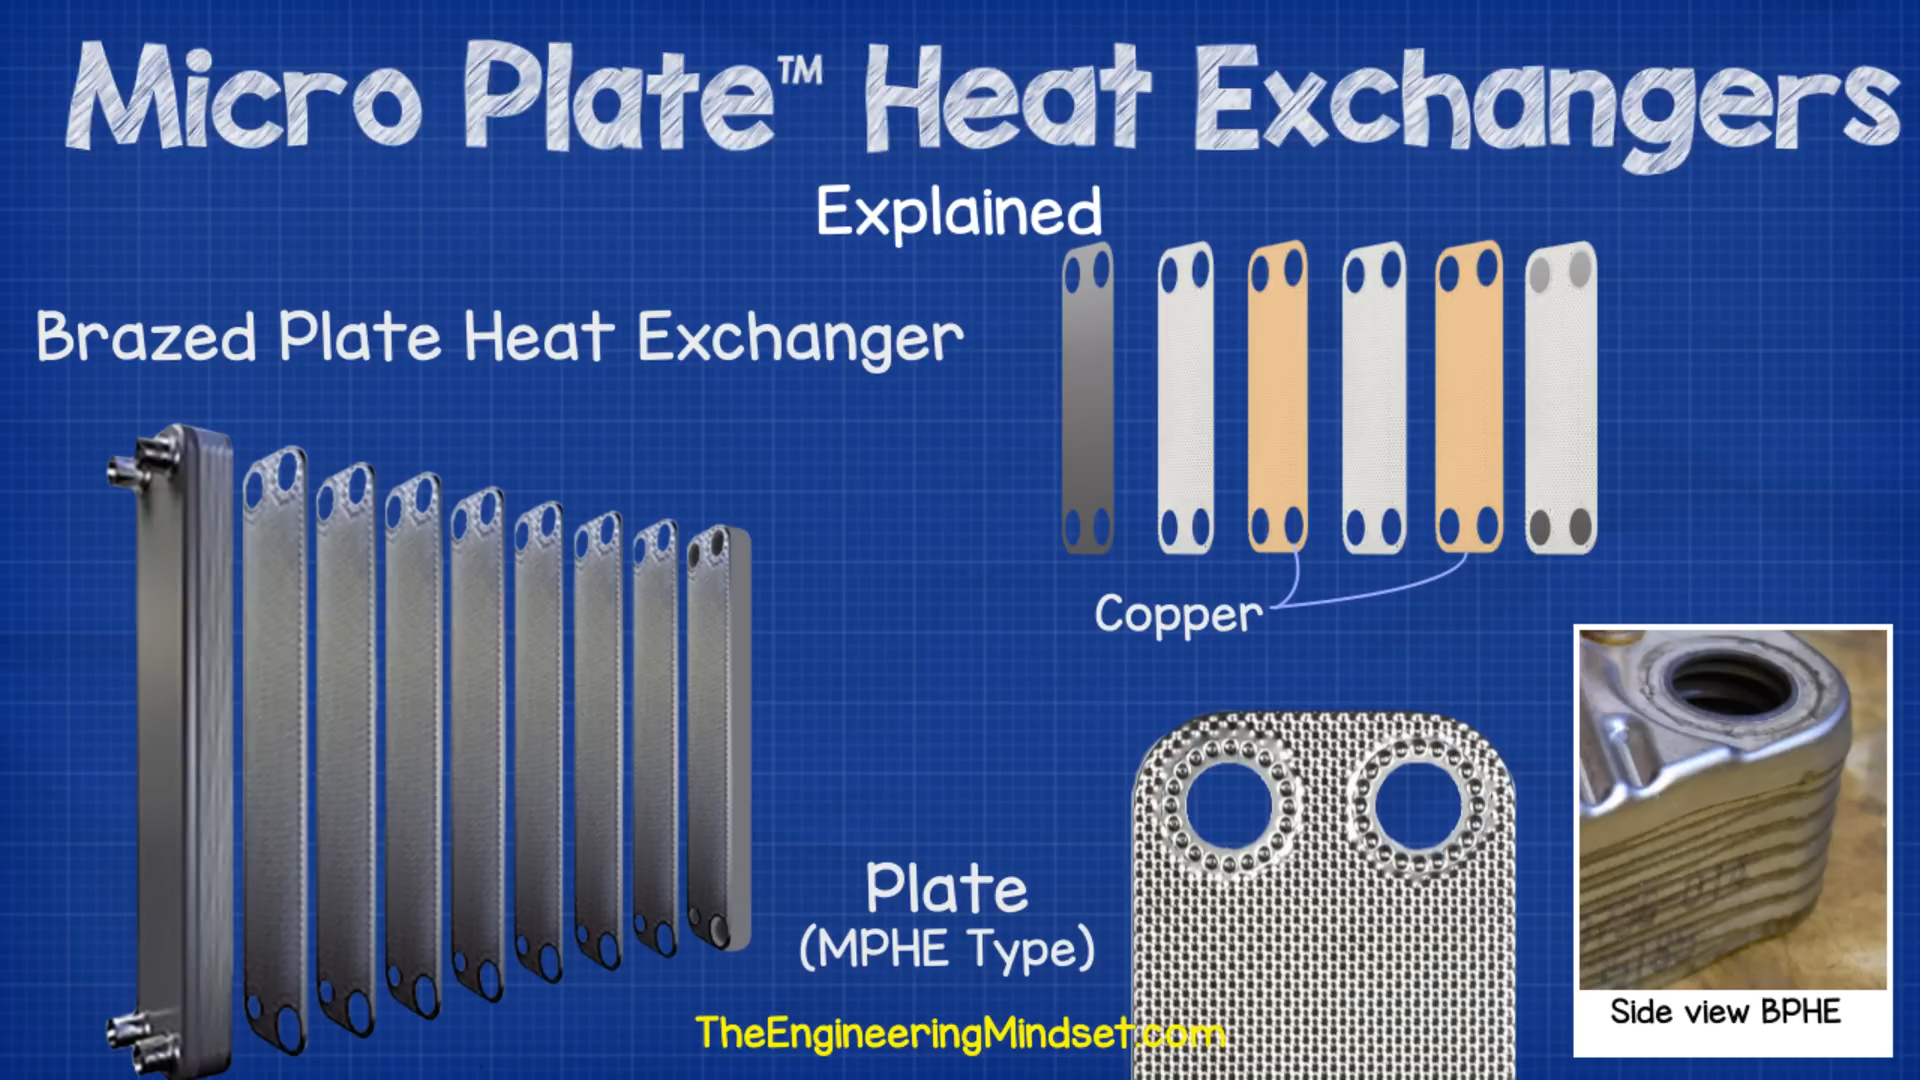 Micro Plate™ Heat Exchangers
Explained
Brazed Plate Heat Exchanger
Copper
Plate
(MPHE Type)
TheEngineeringMindset.com
Side view BPHE